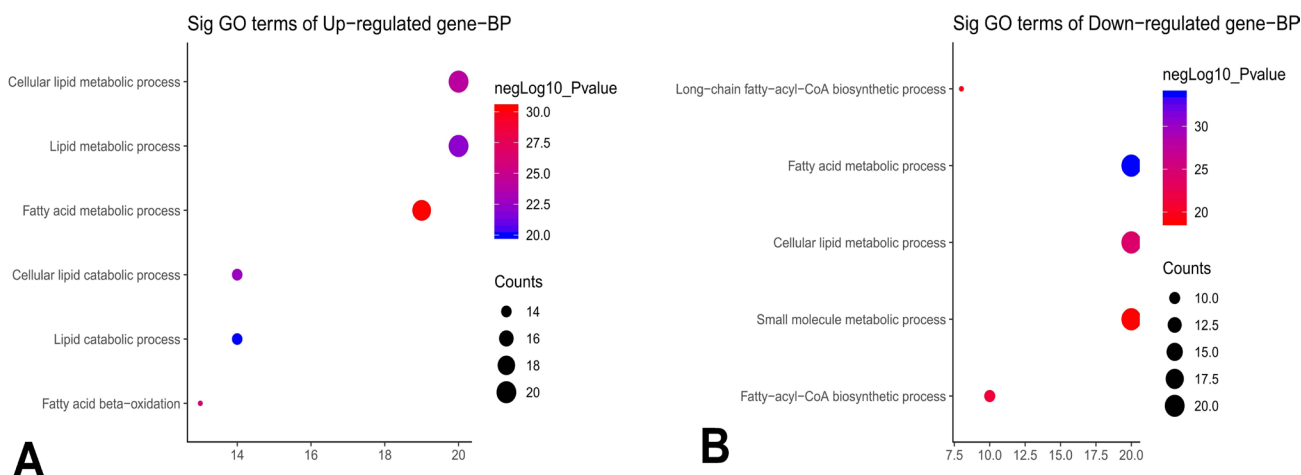 Sig GO terms of Up−regulated gene−BP
Cellular lipid metabolic process
Lipid metabolic process
Fatty acid metabolic process
Cellular lipid catabolic process
Lipid catabolic process
Fatty acid beta−oxidation
14
16
18
20
negLog10_Pvalue
30.0
27.5
25.0
22.5
20.0
Counts
14
16
18
20
A
Sig GO terms of Down−regulated gene−BP
Long−chain fatty−acyl−CoA biosynthetic process
Fatty acid metabolic process
Cellular lipid metabolic process
Small molecule metabolic process
Fatty−acyl−CoA biosynthetic process
7.5
10.0
12.5
15.0
17.5
20.0
negLog10_Pvalue
30
25
20
Counts
10.0
12.5
15.0
17.5
20.0
B